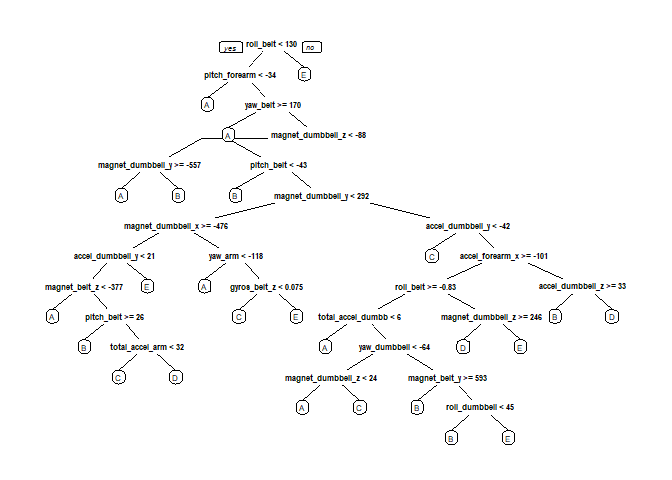 yes roll_belt < 130 no
pitch_forearm < -34 E
A yaw_belt >= 170
A magnet_dumbbell_z < -88
magnet_dumbbell_y >= -557 pitch_belt < -43
A B B magnet_dumbbell_y < 292
magnet_dumbbell_x >= -476 accel_dumbbell_y < -42
accel_dumbbell_y < 21 yaw_arm < -118 C accel_forearm_x >= -101
magnet_belt_z < -377 E A gyros_belt_z < 0.075 roll_belt >= -0.83 accel_dumbbell_z >= 33
A pitch_belt >= 26 C E total_accel_dumbb < 6 magnet_dumbbell_z >= 246 B D
B total_accel_arm < 32 A yaw_dumbbell < -64 D E
C D magnet_dumbbell_z < 24 magnet_belt_y >= 593
A C B roll_dumbbell < 45
B E